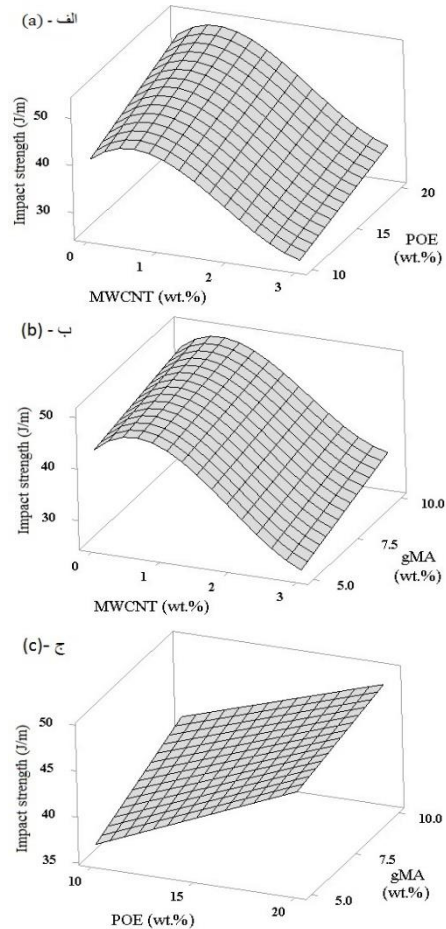 (a) - الف
Impact strength (J/m)
50
40
30
0
1
2
3
MWCNT (wt.%)
10
15
20
POE
(wt.%)
(b) - ب
Impact strength (J/m)
50
40
30
0
1
2
3
MWCNT (wt.%)
5.0
7.5
10.0
gMA
(wt.%)
(c)- ج
Impact strength (J/m)
50
45
40
35
10
15
20
POE (wt.%)
5.0
7.5
10.0
gMA
(wt.%)